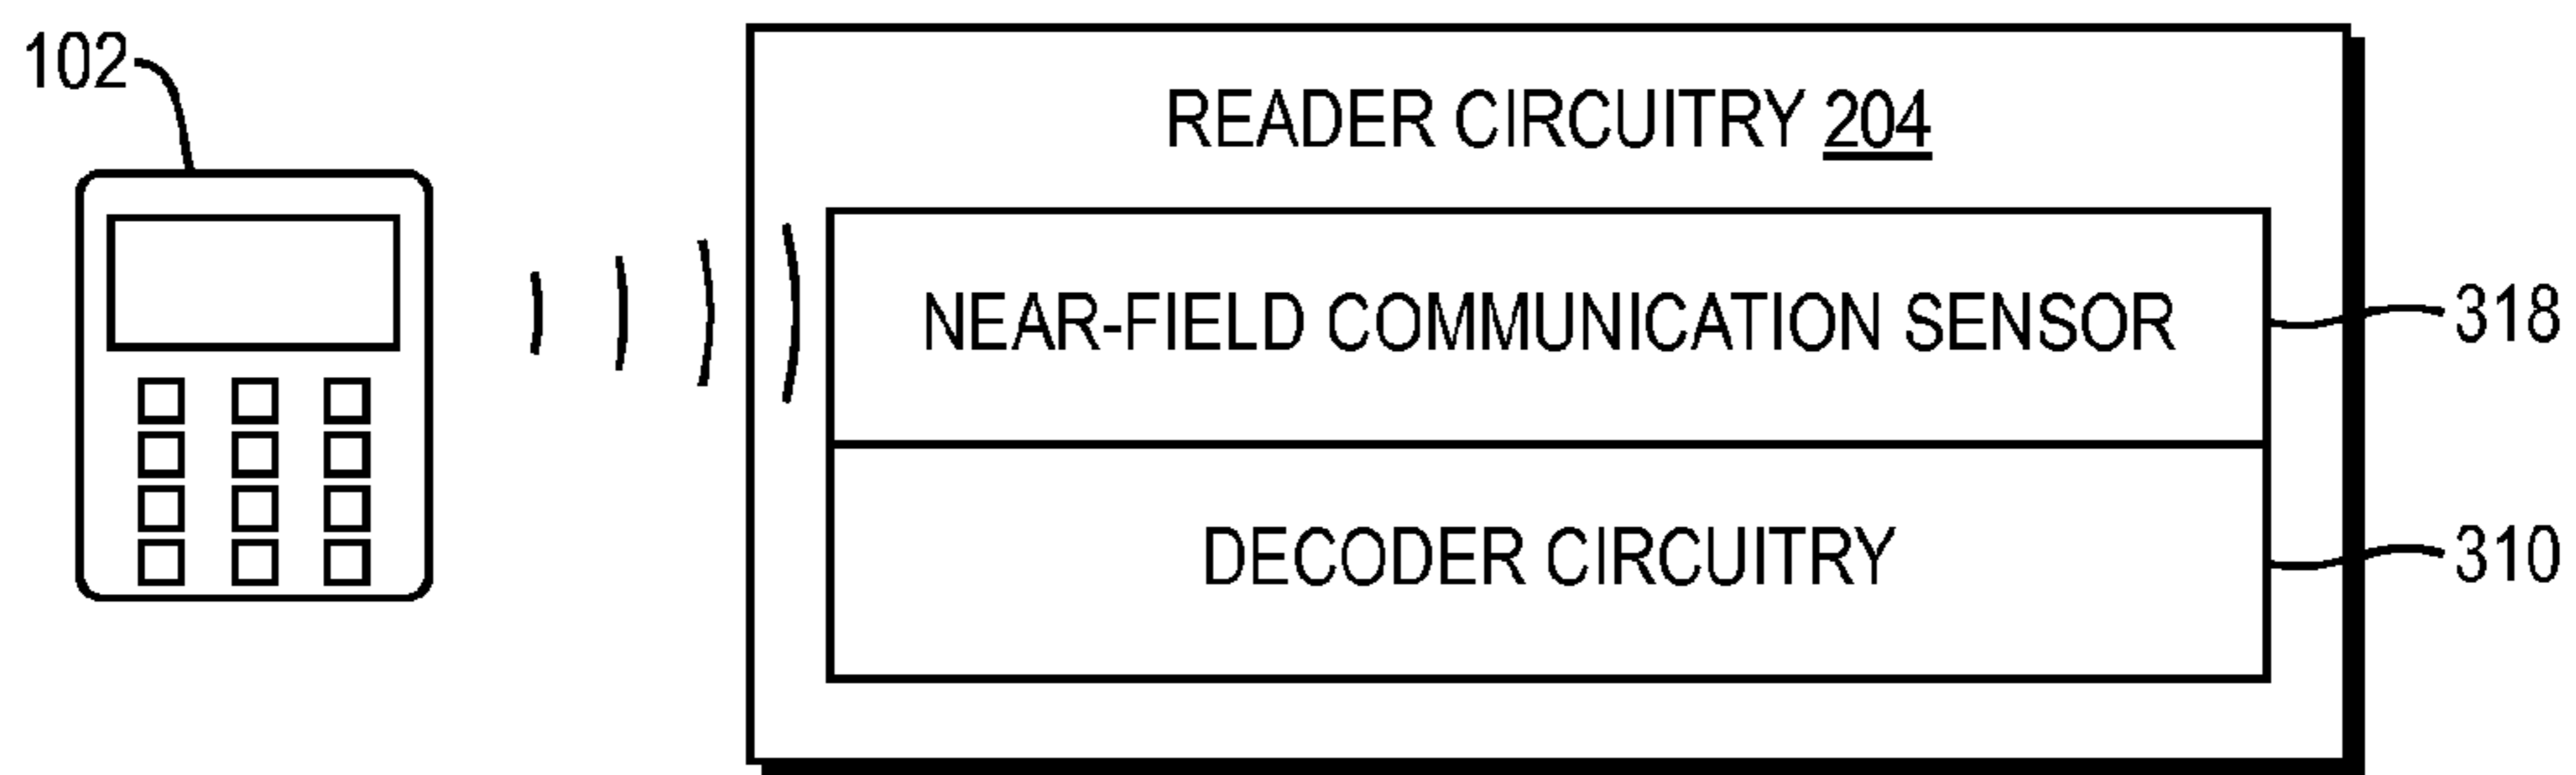 102
READER CIRCUITRY 204
NEAR-FIELD COMMUNICATION SENSOR
318
DECODER CIRCUITRY
310